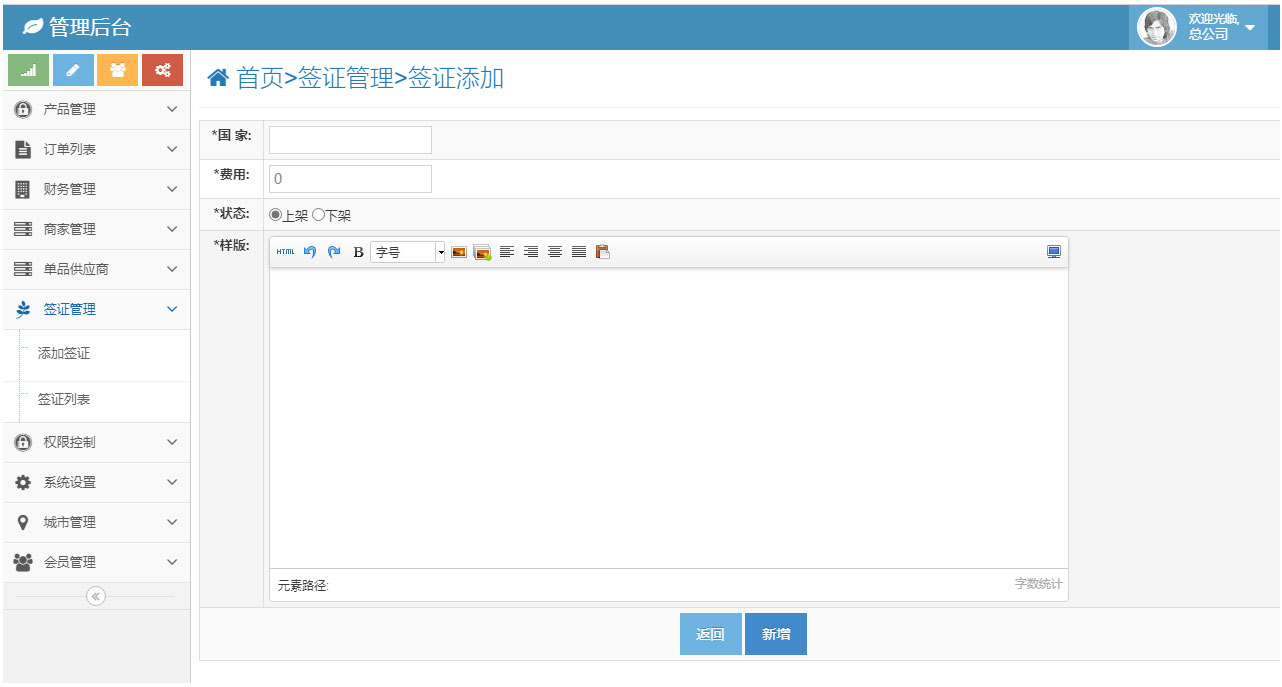 管理后台
欢迎光临,
总公司
首页>签证管理>签证添加
产品管理
订单列表
财务管理
商家管理
单品供应商
签证管理
添加签证
签证列表
权限控制
系统设置
城市管理
会员管理
*国 家:
*费用:
0
*状态:
上架 下架
*样版:
HTML B 字号
元素路径:
字数统计
返回 新增